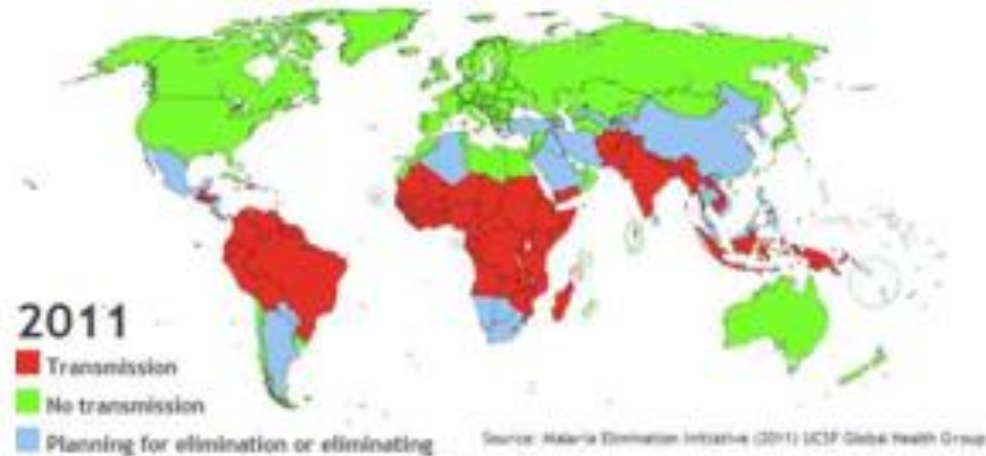 2011
Transmission
No transmission
Planning for elimination or eliminating
Source: Malaria Elimination Initiative (2011) UCSF Global Health Group